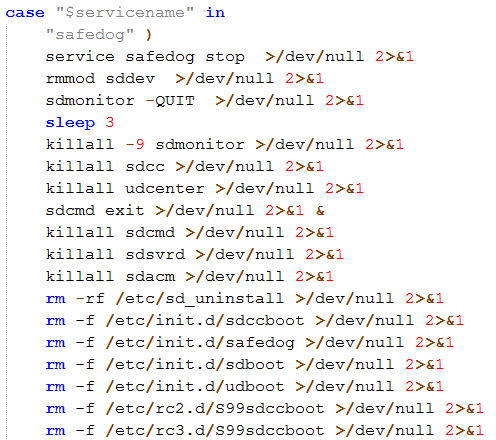 case "$servicename" in
"safedog" )
service safedog stop >/dev/null 2>&1
rmmod sddev >/dev/null 2>&1
sdmonitor -QUIT >/dev/null 2>&1
sleep 3
killall -9 sdmonitor >/dev/null 2>&1
killall sdcc >/dev/null 2>&1
killall udcenter >/dev/null 2>&1
sdcmd exit >/dev/null 2>&1 &
killall sdcmd >/dev/null 2>&1
killall sdsvrd >/dev/null 2>&1
killall sdacm >/dev/null 2>&1
rm -rf /etc/sd_uninstall >/dev/null 2>&1
rm -f /etc/init.d/sdccboot >/dev/null 2>&1
rm -f /etc/init.d/safedog >/dev/null 2>&1
rm -f /etc/init.d/sdboot >/dev/null 2>&1
rm -f /etc/init.d/udboot >/dev/null 2>&1
rm -f /etc/rc2.d/S99sdccboot >/dev/null 2>&1
rm -f /etc/rc3.d/S99sdccboot >/dev/null 2>&1